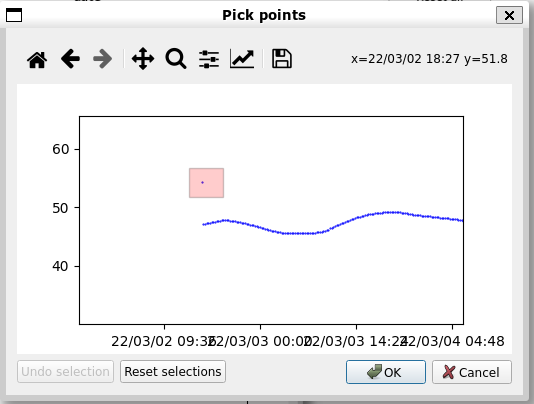 Pick points
x=22/03/02 18:27 y=51.8
60
50
40
22/03/02 09:36 22/03/03 00:00 22/03/03 14:24 22/03/04 04:48
Undo selection Reset selections OK Cancel